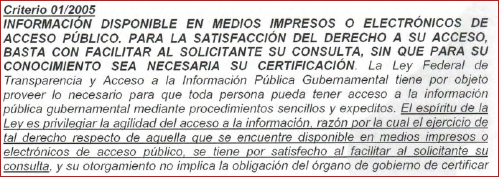 Criterio 01/2005
INFORMACIÓN DISPONIBLE EN MEDIOS IMPRESOS O ELECTRÓNICOS DE
ACCESO PÚBLICO. PARA LA SATISFACCIÓN DEL DERECHO A SU ACCESO,
BASTA CON FACILITAR AL SOLICITANTE SU CONSULTA, SIN QUE PARA SU
CONOCIMIENTO SEA NECESARIA SU CERTIFICACIÓN. La Ley Federal de
Transparencia y Acceso a la Información Pública Gubernamental tiene por objeto
proveer lo necesario para que toda persona pueda tener acceso a la información
pública gubernamental mediante procedimientos sencillos y expeditos. El espíritu de la
Ley es privilegiar la agilidad del acceso a la información, razón por la cual el ejercicio de
tal derecho respecto de aquella que se encuentre disponible en medios impresos o
electrónicos de acceso público, se tiene por satisfecho al facilitar al solicitante su
consulta, y su otorgamiento no implica la obligación del órgano de gobierno de certificar